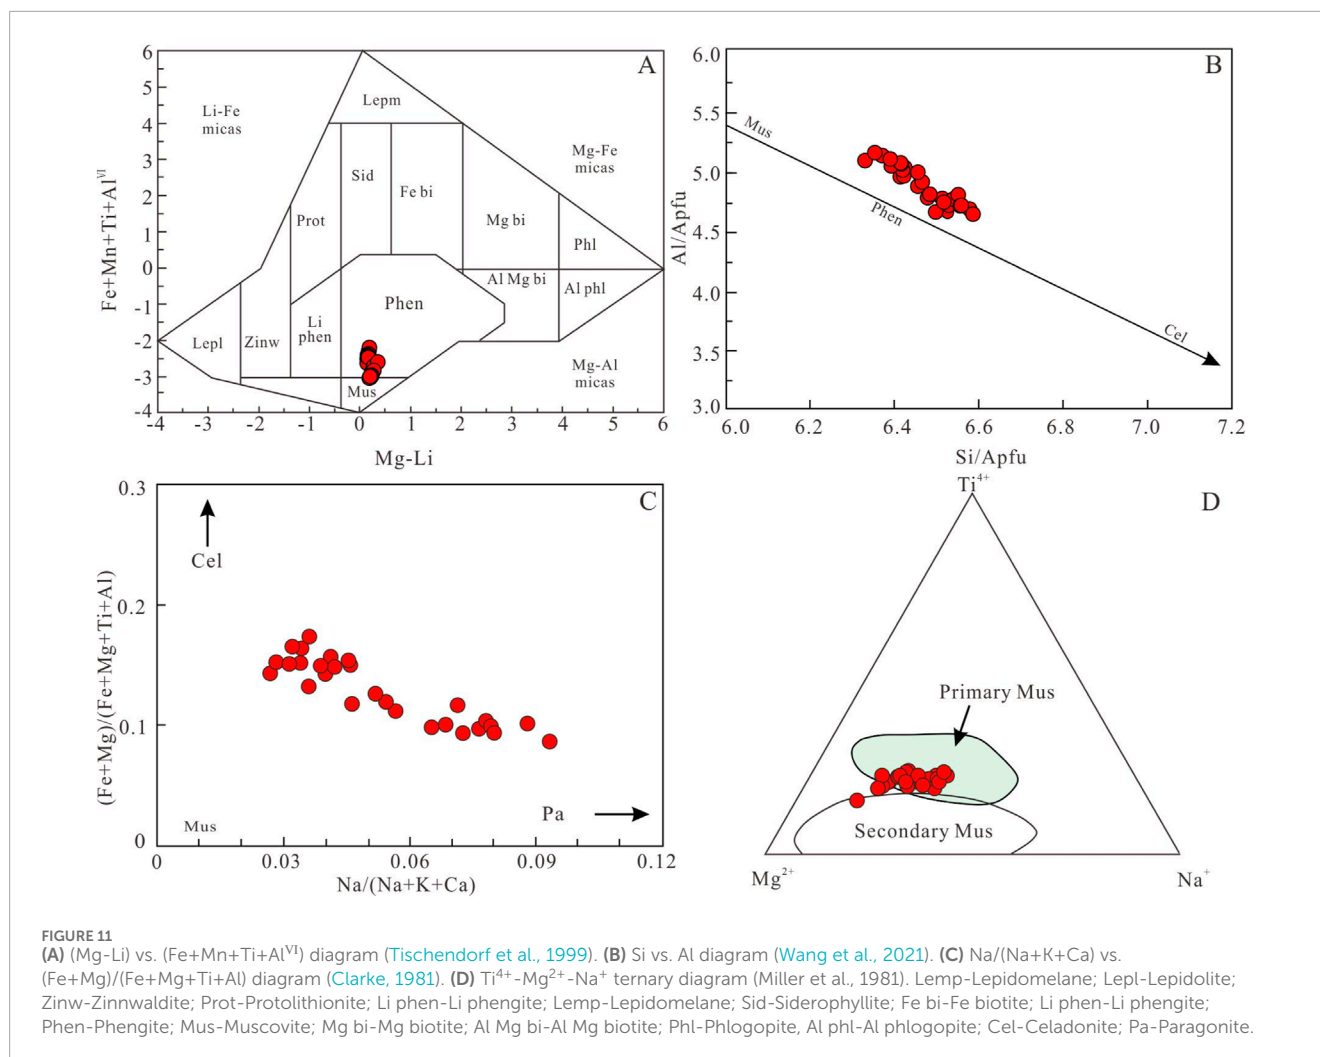 A
6
5
4
3
2
1
0
-1
-2
-3
-4
Fe+Mn+Ti+Al^VI
Li-Fe
micas
Lepm
Mg-Fe
micas
Sid
Fe bi
Prot
Mg bi
Phl
Al Mg bi
Al phl
Phen
Li
phen
Lepl
Zinw
Mus
Mg-Al
micas
-4 -3 -2 -1 0 1 2 3 4 5 6
Mg-Li
B
6.0
5.5
5.0
4.5
4.0
3.5
3.0
Al/Apfu
Mus
Phen
Cel
6.0 6.2 6.4 6.6 6.8 7.0 7.2
Si/Apfu
C
0.3
0.2
0.1
0
(Fe+Mg)/(Fe+Mg+Ti+Al)
Cel
Pa
Mus
0 0.03 0.06 0.09 0.12
Na/(Na+K+Ca)
D
Ti4+
Primary Mus
Secondary Mus
Mg2+
Na+
FIGURE 11
(A) (Mg-Li) vs. (Fe+Mn+Ti+Al^VI) diagram (Tischendorf et al., 1999). (B) Si vs. Al diagram (Wang et al., 2021). (C) Na/(Na+K+Ca) vs.
(Fe+Mg)/(Fe+Mg+Ti+Al) diagram (Clarke, 1981). (D) Ti4+-Mg2+-Na+ ternary diagram (Miller et al., 1981). Lemp-Lepidomelane; Lepl-Lepidolite;
Zinw-Zinnwaldite; Prot-Protolithionite; Li phen-Li phengite; Lemp-Lepidomelane; Sid-Siderophyllite; Fe bi-Fe biotite; Li phen-Li phengite;
Phen-Phengite; Mus-Muscovite; Mg bi-Mg biotite; Al Mg bi-Al Mg biotite; Phl-Phlogopite, Al phl-Al phlogopite; Cel-Celadonite; Pa-Paragonite.